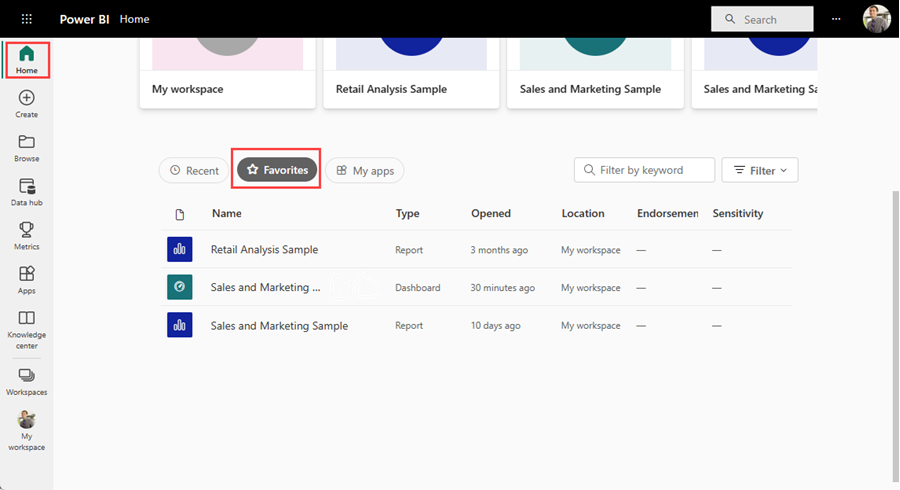 Power BI Home
Search
...
Home
Create
Browse
Data hub
Metrics
Apps
Knowledge
center
Workspaces
My
workspace
My workspace
Retail Analysis Sample
Sales and Marketing Sample
Sales and Marketing Sa
Recent
Favorites
My apps
Filter by keyword
Filter
Name Type Opened Location Endorsemen Sensitivity
Retail Analysis Sample Report 3 months ago My workspace — —
Sales and Marketing ... Dashboard 30 minutes ago My workspace — —
Sales and Marketing Sample Report 10 days ago My workspace — —